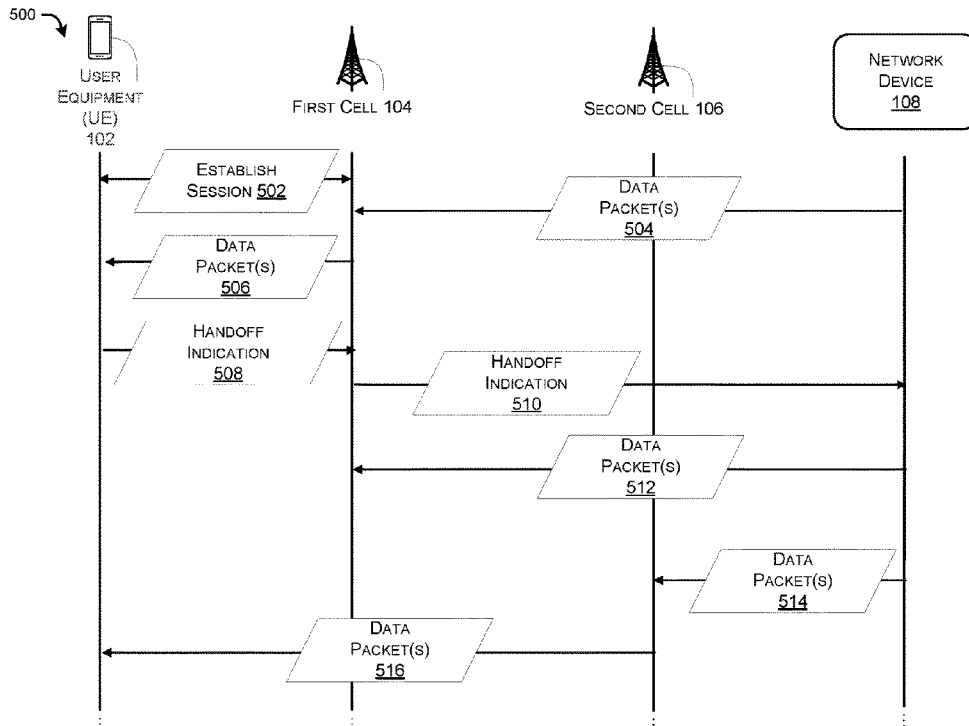 500
USER
EQUIPMENT
(UE)
102
FIRST CELL 104
SECOND CELL 106
NETWORK
DEVICE
108
ESTABLISH
SESSION 502
DATA
PACKET(S)
504
DATA
PACKET(S)
506
HANDOFF
INDICATION
508
HANDOFF
INDICATION
510
DATA
PACKET(S)
512
DATA
PACKET(S)
514
DATA
PACKET(S)
516